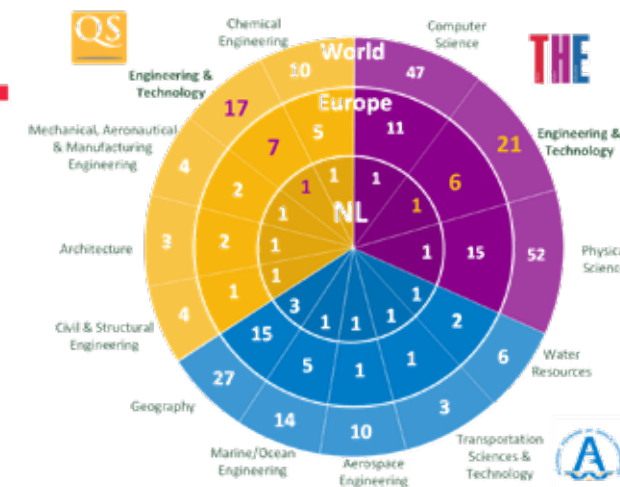 QS
THE
World
Europe
NL
Chemical
Engineering
10
5
1
Engineering &
Technology
17
7
1
Mechanical, Aeronautical
& Manufacturing
Engineering
4
2
1
Architecture
3
2
1
Civil & Structural
Engineering
4
1
1
Geography
27
15
3
Marine/Ocean
Engineering
14
5
1
Aerospace
Engineering
10
1
1
Transportation
Sciences &
Technology
3
1
1
Water
Resources
6
2
1
Physica
Science
52
15
1
Engineering &
Technology
21
6
1
Computer
Science
47
11
1